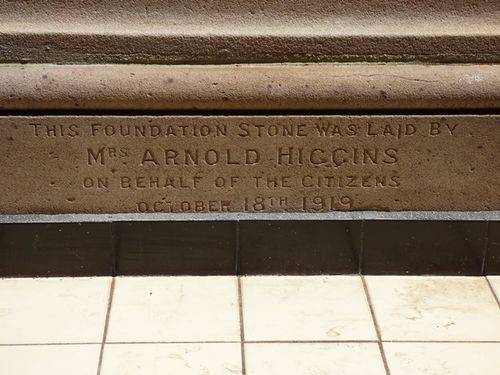 THIS FOUNDATION STONE WAS LAID BY
MRS ARNOLD HIGGINS
ON BEHALF OF THE CITIZENS
OCTOBER 18TH 1919